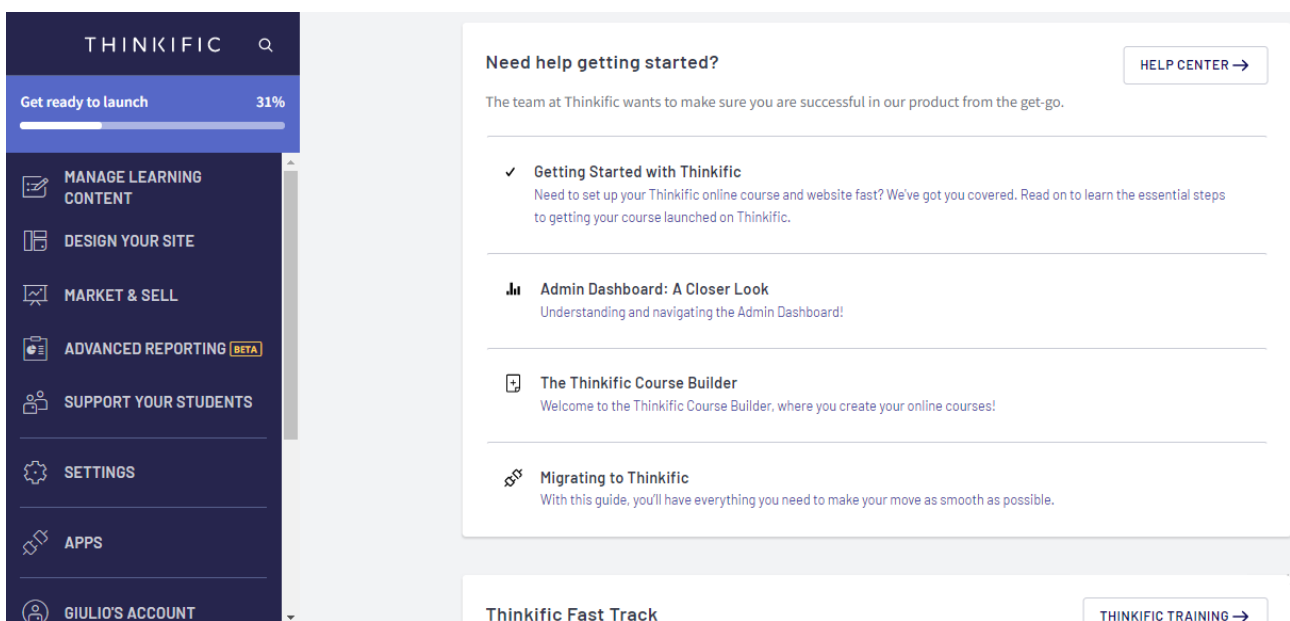 THINKIFIC
Get ready to launch 31%
MANAGE LEARNING
CONTENT
DESIGN YOUR SITE
MARKET & SELL
ADVANCED REPORTING BETA
SUPPORT YOUR STUDENTS
SETTINGS
APPS
GIULIO'S ACCOUNT
Need help getting started?
HELP CENTER →
The team at Thinkific wants to make sure you are successful in our product from the get-go.
Getting Started with Thinkific
Need to set up your Thinkific online course and website fast? We've got you covered. Read on to learn the essential steps
to getting your course launched on Thinkific.
Admin Dashboard: A Closer Look
Understanding and navigating the Admin Dashboard!
The Thinkific Course Builder
Welcome to the Thinkific Course Builder, where you create your online courses!
Migrating to Thinkific
With this guide, you'll have everything you need to make your move as smooth as possible.
Thinkific Fast Track
THINKIFIC TRAINING →